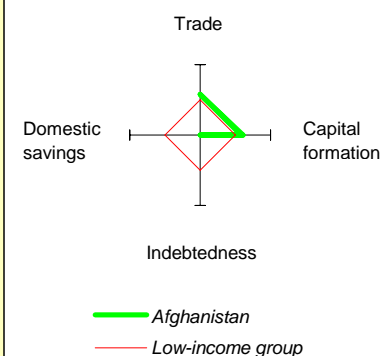 Trade
Domestic
savings
Capital
formation
Indebtedness
Afghanistan
Low-income group